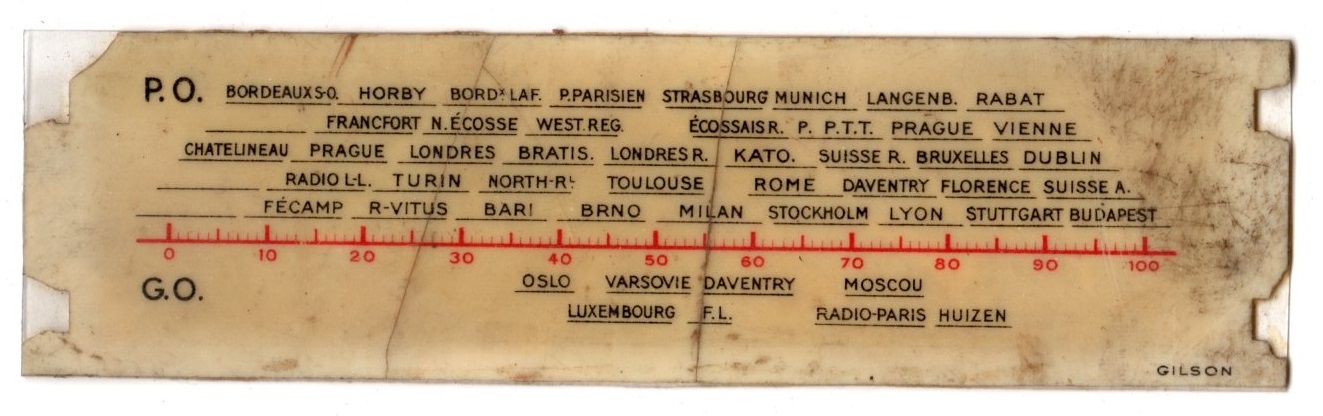 P.O. BORDEAUX S-O. HORBY BORDx LAF. P.PARISIEN STRASBOURG MUNICH LANGENB. RABAT
FRANCFORT N.ÉCOSSE WEST.REG. ÉCOSSAIS R. P. P.T.T. PRAGUE VIENNE
CHATELINEAU PRAGUE LONDRES BRATIS. LONDRES R. KATO. SUISSE R. BRUXELLES DUBLIN
RADIO L-L. TURIN NORTH-RL TOULOUSE ROME DAVENTRY FLORENCE SUISSE A.
FÉCAMP R-VITUS BARI BRNO MILAN STOCKHOLM LYON STUTTGART BUDAPEST
0 10 20 30 40 50 60 70 80 90 100
G.O. OSLO VARSOVIE DAVENTRY MOSCOU
LUXEMBOURG F.L. RADIO-PARIS HUIZEN
GILSON